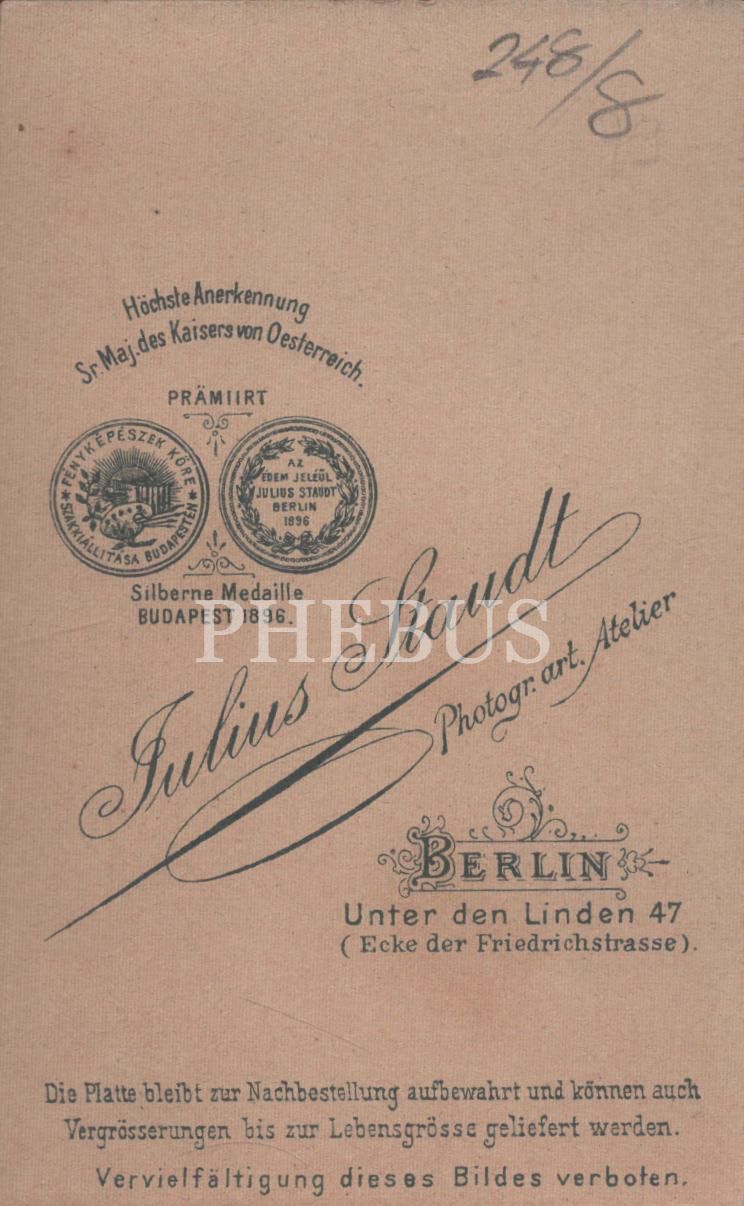 248/8
Höchste Anerkennung
Sr. Maj. des Kaisers von Oesterreich.
PRÄMIIRT
FÉNYKÉPÉSZEK KÖRE
* SZAKKIÁLLITÁSA BUDAPESTEN *
AZ
ÉDEM JELÉÜL
JULIUS STAUDT
BERLIN
1896
Silberne Medaille
BUDAPEST 1896.
PHEBUS
Julius Staudt
Photogr. art. Atelier
BERLIN
Unter den Linden 47
(Ecke der Friedrichstrasse).
Die Platte bleibt zur Nachbestellung aufbewahrt und können auch
Vergrösserungen bis zur Lebensgrösse geliefert werden.
Vervielfältigung dieses Bildes verboten.